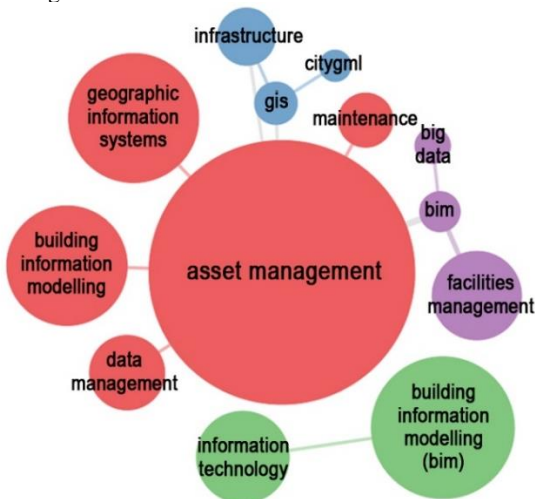 infrastructure
citygml
geographic
information
systems
gis
maintenance
big
data
bim
building
information
modelling
asset management
facilities
management
data
management
building
information
modelling
(bim)
information
technology